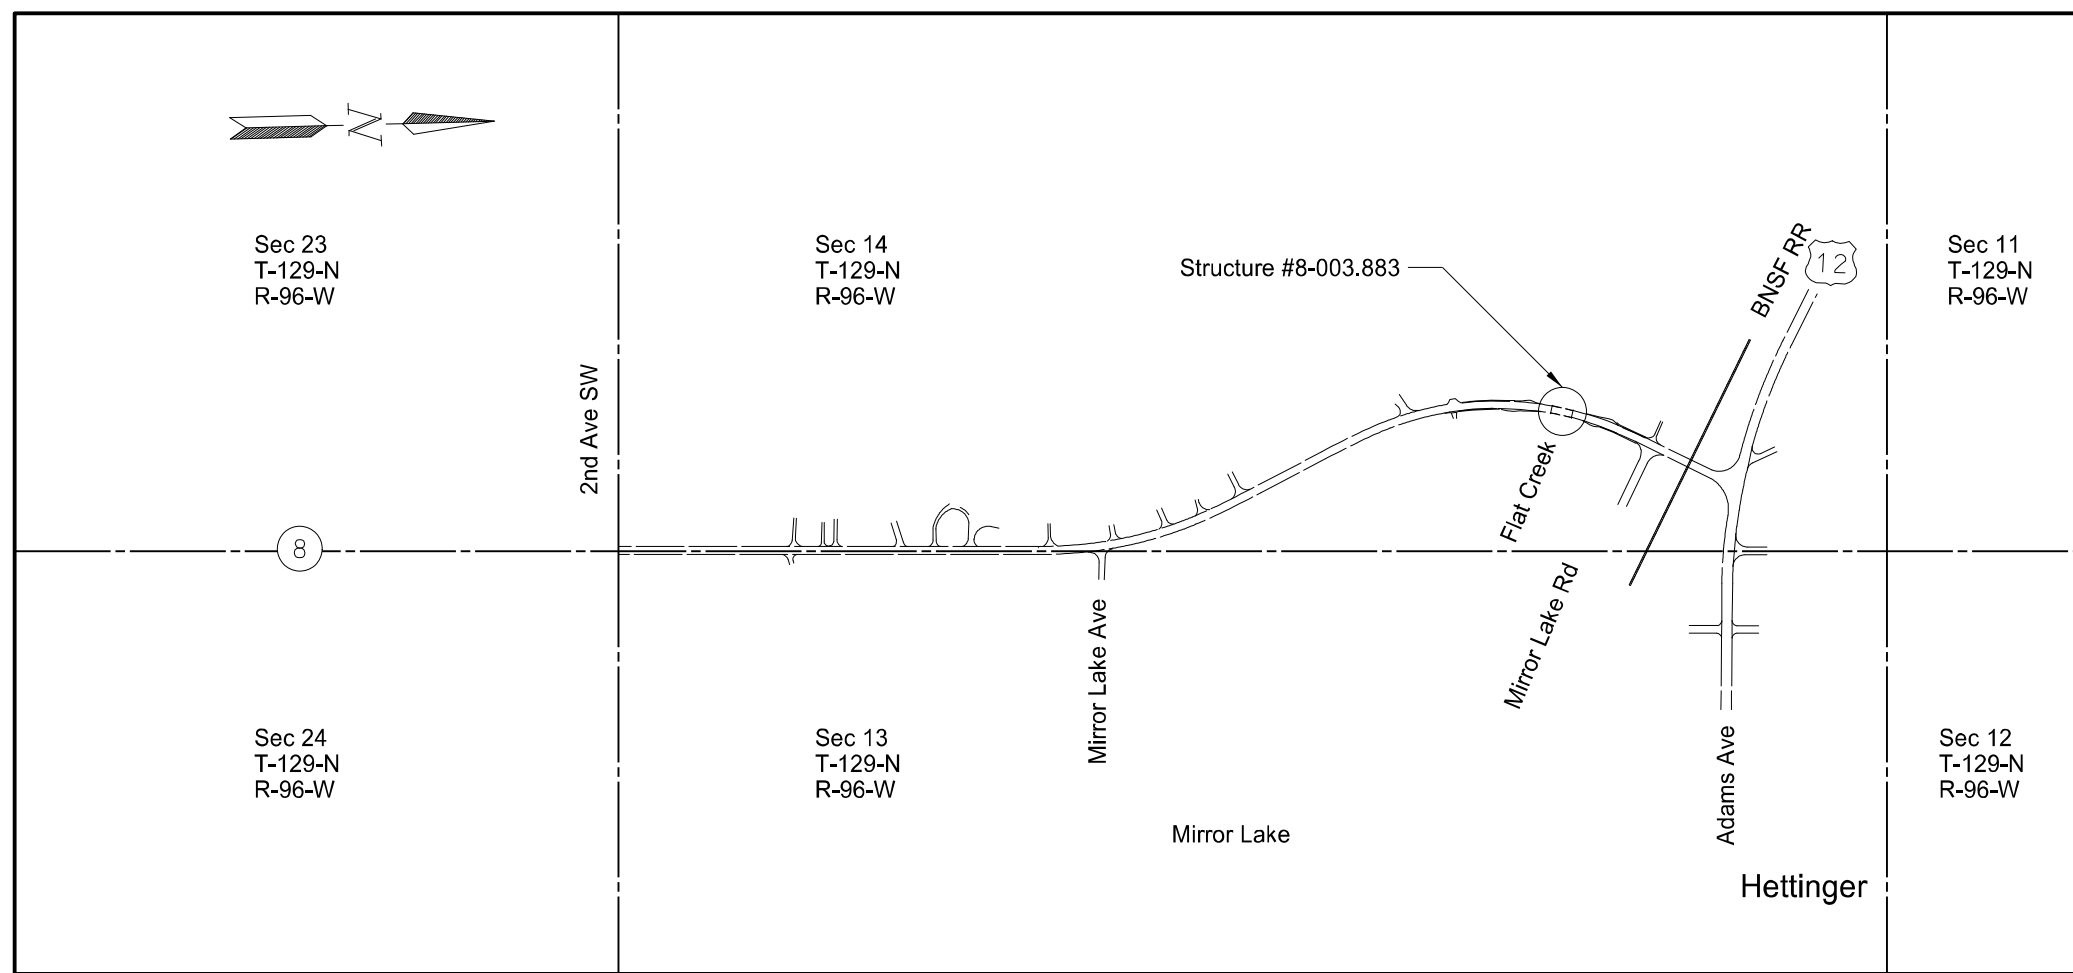 N
Sec 23
T-129-N
R-96-W
Sec 14
T-129-N
R-96-W
Structure #8-003.883
BNSF RR
12
Sec 11
T-129-N
R-96-W
2nd Ave SW
8
Flat Creek
Mirror Lake Rd
Mirror Lake Ave
Sec 24
T-129-N
R-96-W
Sec 13
T-129-N
R-96-W
Adams Ave
Sec 12
T-129-N
R-96-W
Mirror Lake
Hettinger